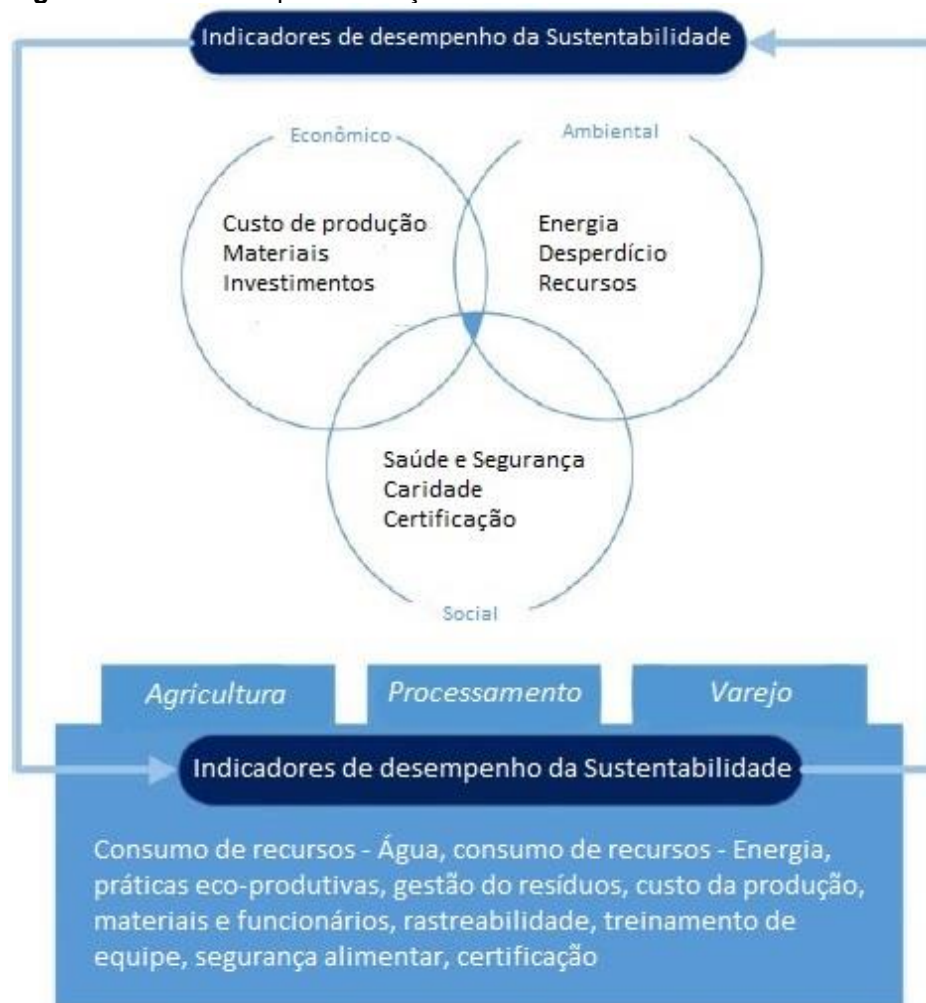 Indicadores de desempenho da Sustentabilidade
Econômico
Ambiental
Custo de produção
Materiais
Investimentos
Energia
Desperdício
Recursos
Saúde e Segurança
Caridade
Certificação
Social
Agricultura
Processamento
Varejo
Indicadores de desempenho da Sustentabilidade
Consumo de recursos - Água, consumo de recursos - Energia,
práticas eco-produtivas, gestão do resíduos, custo da produção,
materiais e funcionários, rastreabilidade, treinamento de
equipe, segurança alimentar, certificação